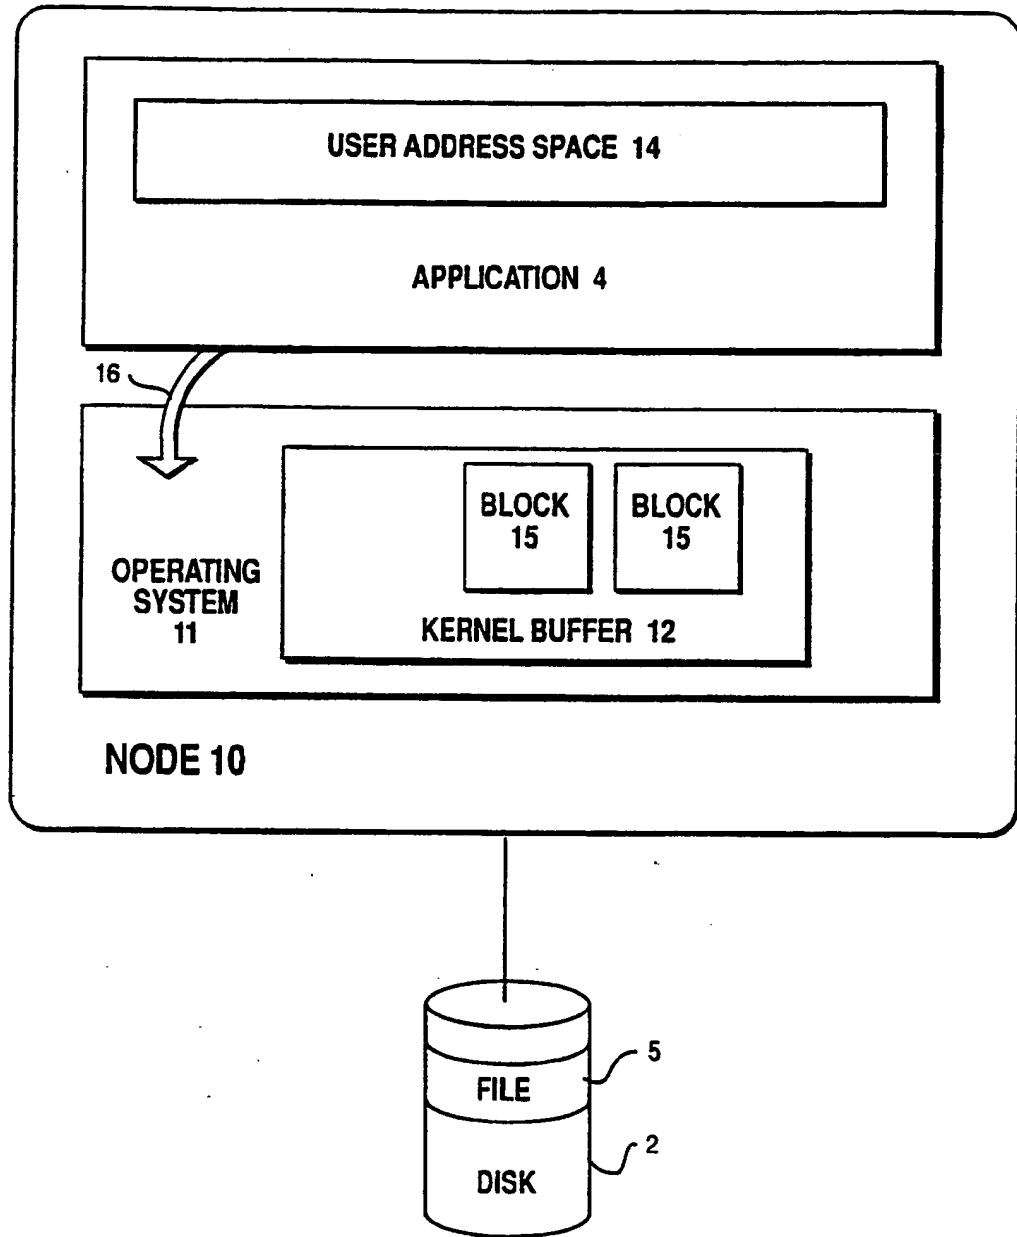 USER ADDRESS SPACE 14
APPLICATION 4
16
BLOCK
15
BLOCK
15
OPERATING
SYSTEM
11
KERNEL BUFFER 12
NODE 10
5
FILE
2
DISK